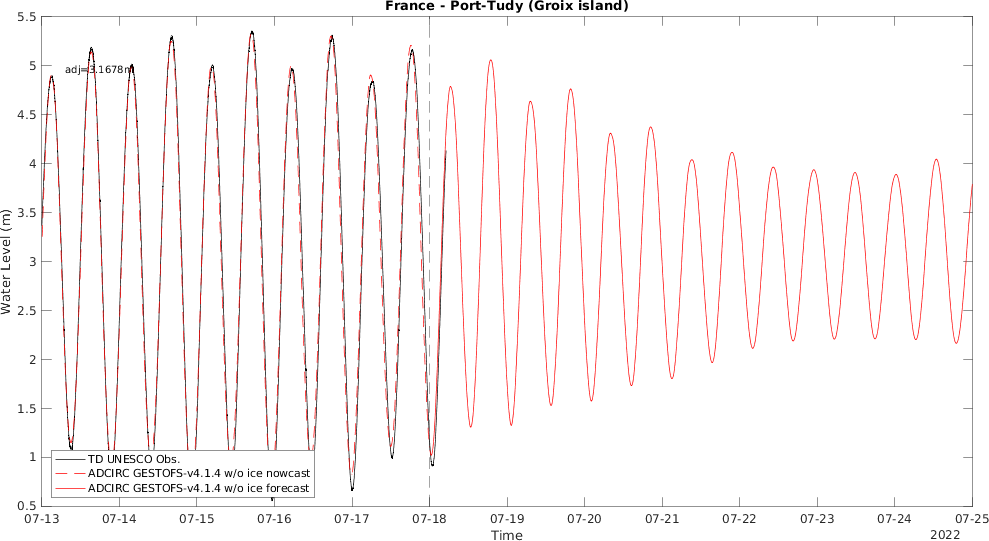 France - Port-Tudy (Groix island)
5.5
5
4.5
4
3.5
3
2.5
2
1.5
1
0.5
Water Level (m)
adj=3.1678m
TD UNESCO Obs.
ADCIRC GESTOFS-v4.1.4 w/o ice nowcast
ADCIRC GESTOFS-v4.1.4 w/o ice forecast
07-13 07-14 07-15 07-16 07-17 07-18 07-19 07-20 07-21 07-22 07-23 07-24 07-25
Time
2022